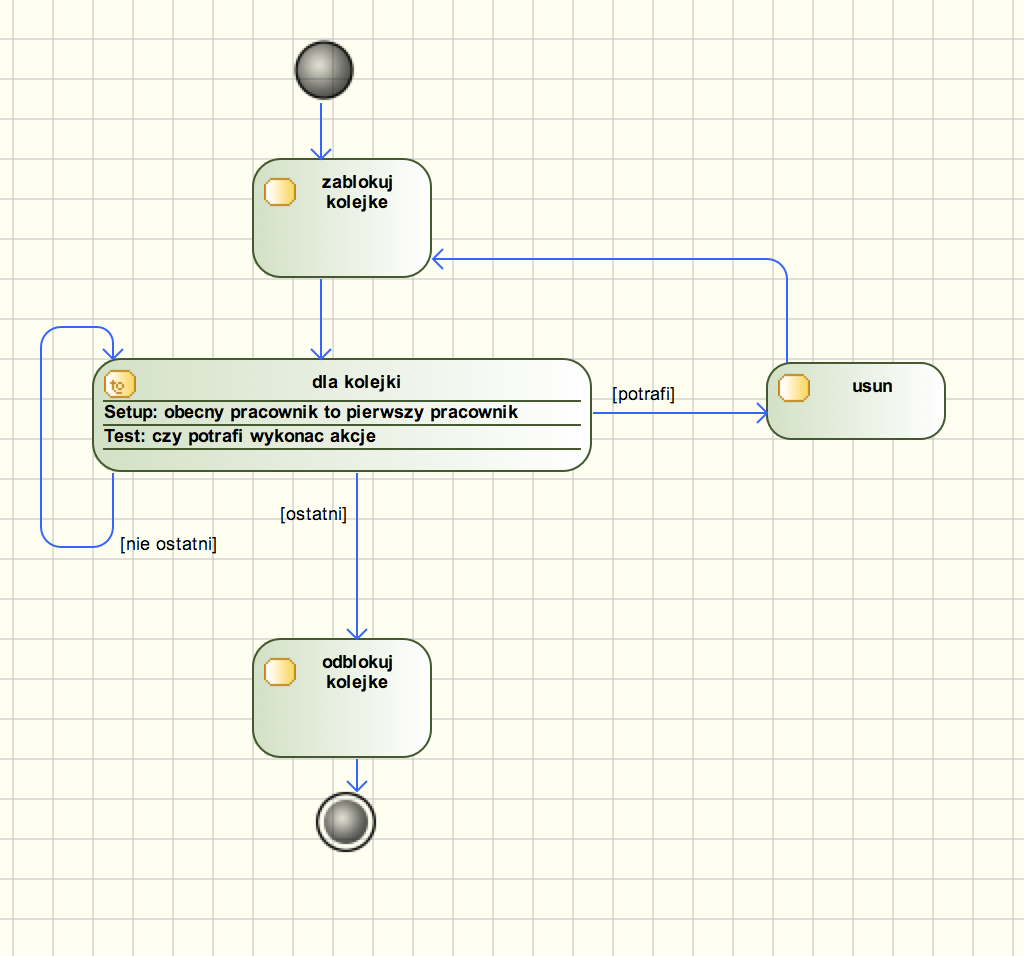 zablokuj
kolejke
dla kolejki
Setup: obecny pracownik to pierwszy pracownik
Test: czy potrafi wykonac akcje
[potrafi]
usun
[ostatni]
[nie ostatni]
odblokuj
kolejke